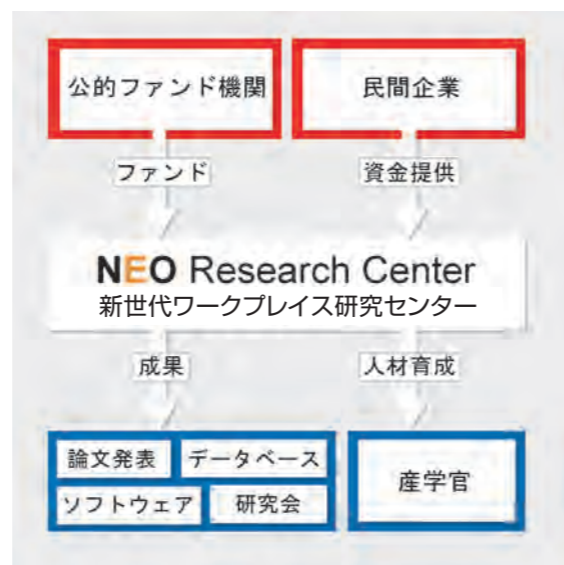 公的ファンド機関
民間企業
ファンド
資金提供
NEO Research Center
新世代ワークプレイス研究センター
成果
人材育成
論文発表
データベース
ソフトウェア
研究会
産学官